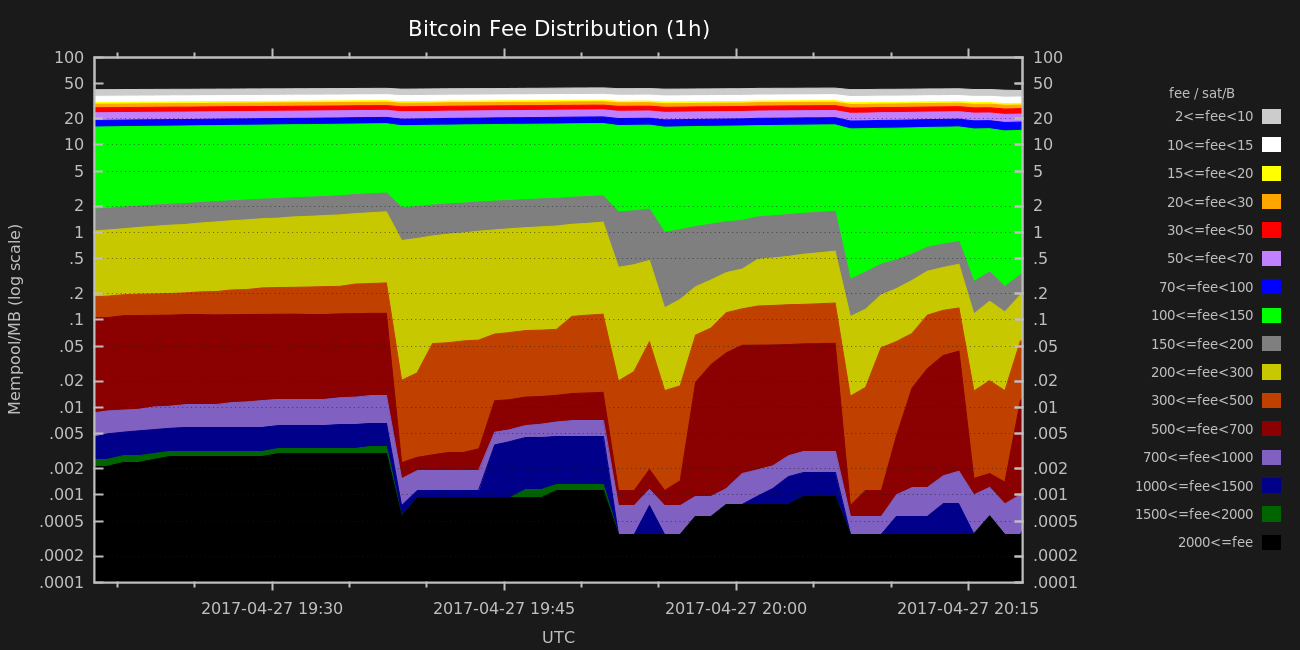 Bitcoin Fee Distribution (1h)
100 100
50 50
20 20
10 10
5 5
2 2
1 1
.5 .5
.2 .2
.1 .1
.05 .05
.02 .02
.01 .01
.005 .005
.002 .002
.001 .001
.0005 .0005
.0002 .0002
.0001 .0001
Mempool/MB (log scale)
2017-04-27 19:30 2017-04-27 19:45 2017-04-27 20:00 2017-04-27 20:15
UTC
fee / sat/B
2<=fee<10
10<=fee<15
15<=fee<20
20<=fee<30
30<=fee<50
50<=fee<70
70<=fee<100
100<=fee<150
150<=fee<200
200<=fee<300
300<=fee<500
500<=fee<700
700<=fee<1000
1000<=fee<1500
1500<=fee<2000
2000<=fee